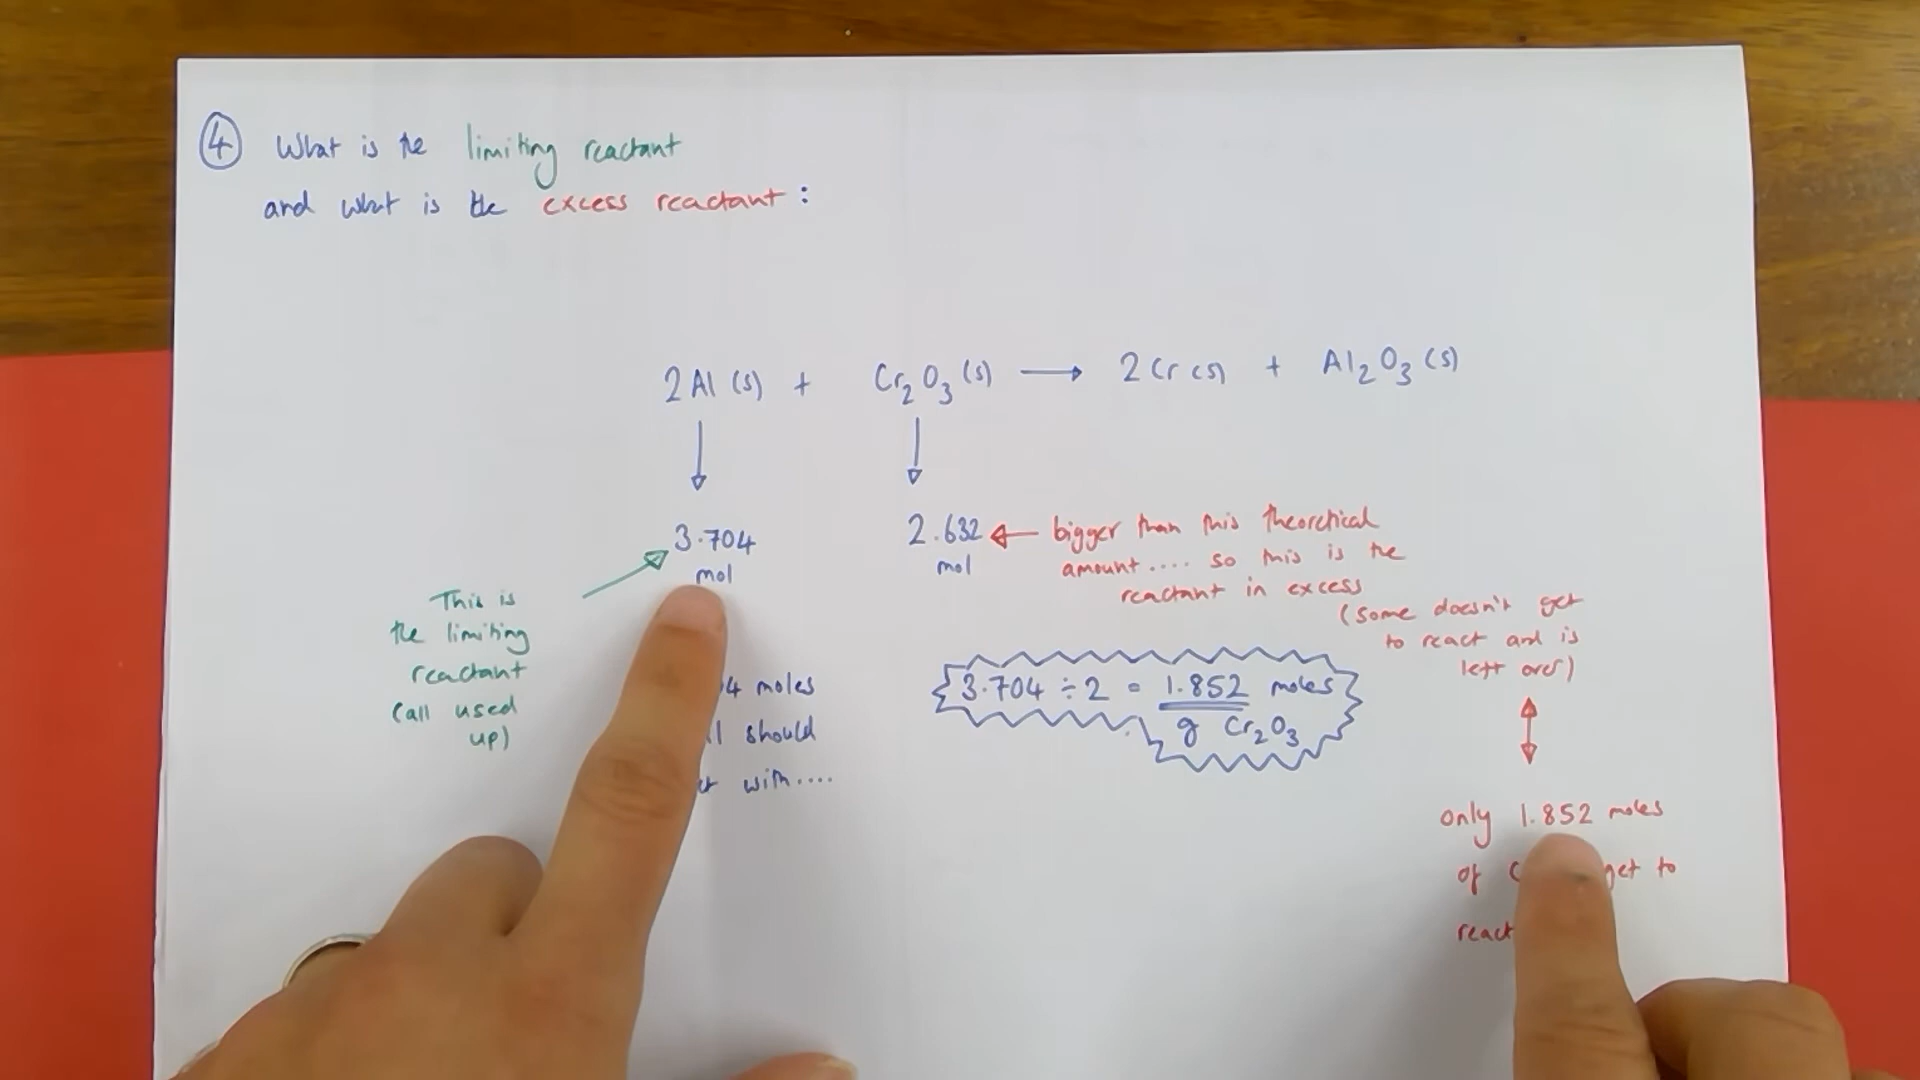 ④ What is the limiting reactant
and what is the excess reactant:
2Al (s) + Cr₂O₃ (s) → 2Cr (s) + Al₂O₃ (s)
3.704
mol
2.632
mol
← bigger than this theoretical
amount.... so this is the
reactant in excess
(some doesn't get
to react and is
left over)
This is
the limiting
reactant
(all used
up)
4 moles
should
with....
3.704 ÷ 2 = 1.852 moles
Cr₂O₃
only 1.852 moles
of get to
react